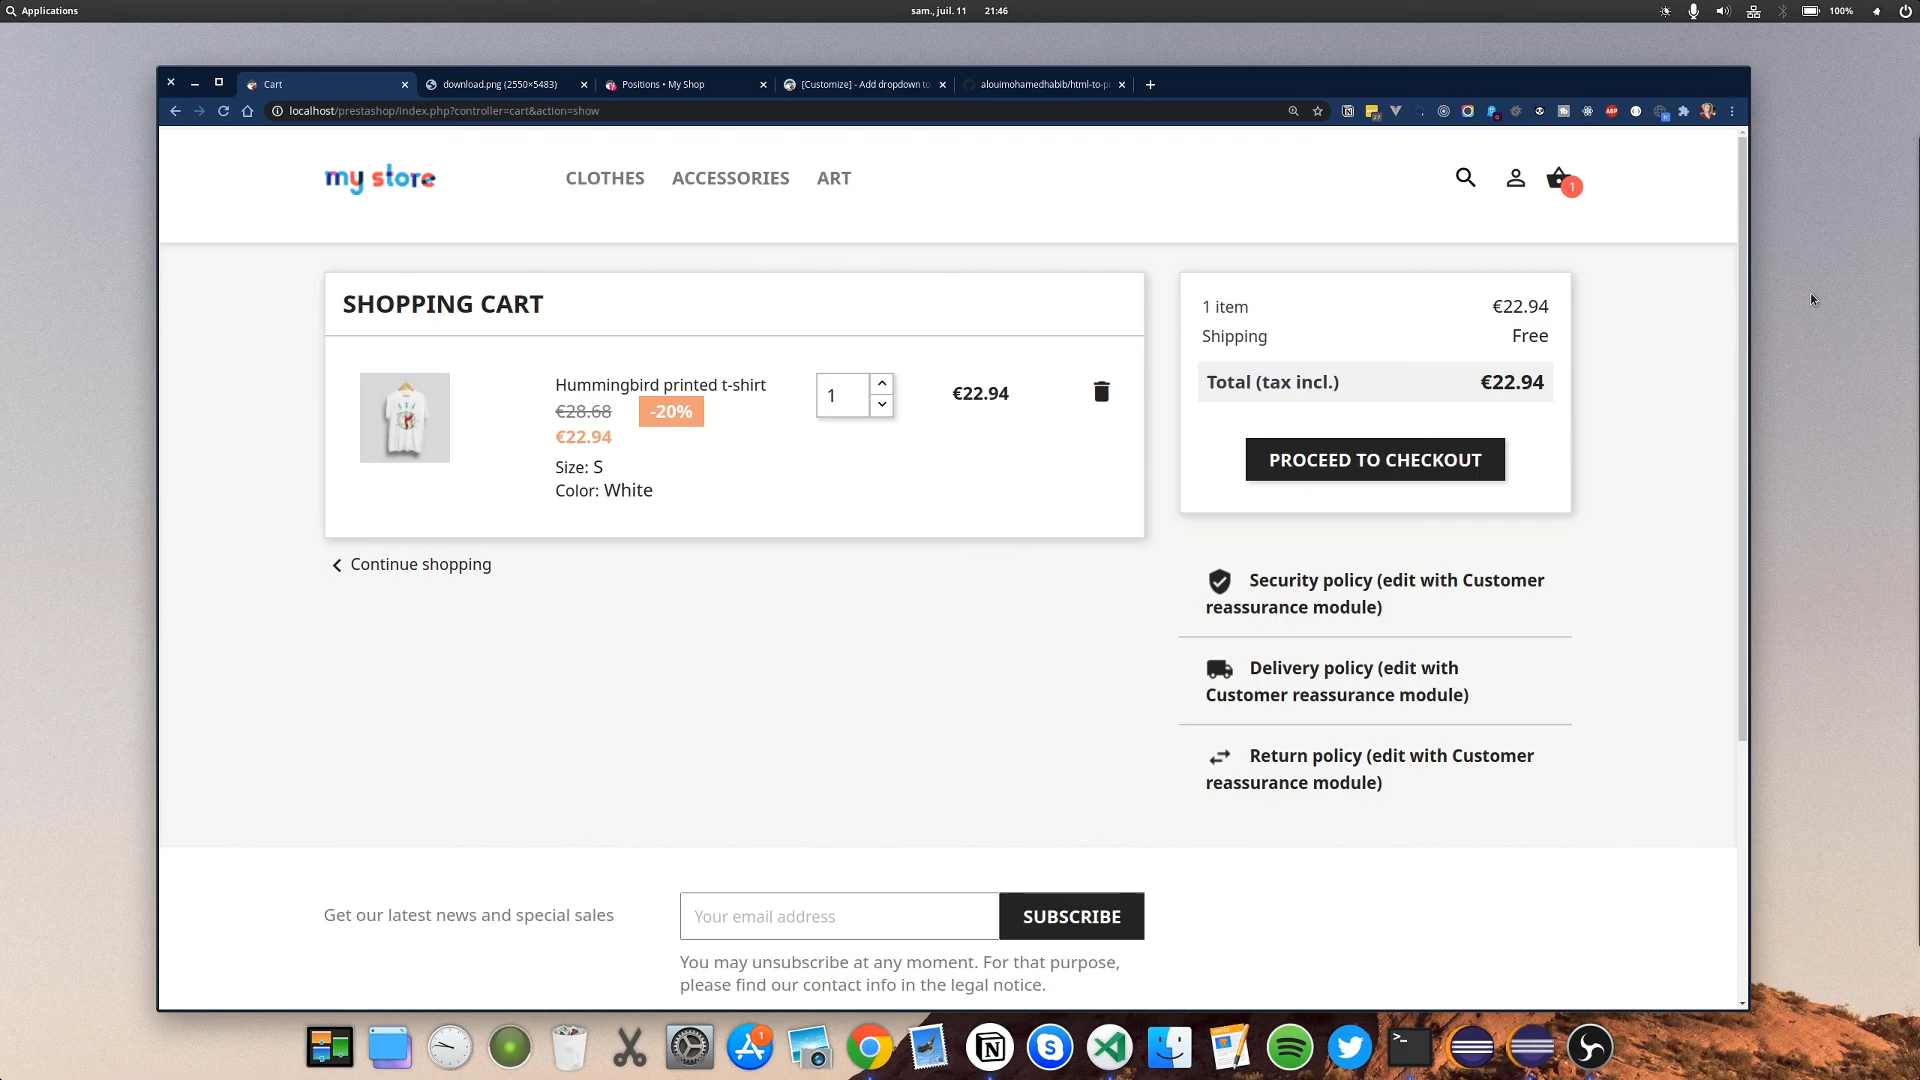 Applications
sam., juil. 11 21:46
100%
Cart
download.png (2550×5483)
Positions • My Shop
[Customize] - Add dropdown to
alouimohamedhabib/html-to-p
localhost/prestashop/index.php?controller=cart&action=show
my store
CLOTHES
ACCESSORIES
ART
1
SHOPPING CART
Hummingbird printed t-shirt
€28.68 -20%
€22.94
Size: S
Color: White
1
€22.94
1 item €22.94
Shipping Free
Total (tax incl.) €22.94
PROCEED TO CHECKOUT
Continue shopping
Security policy (edit with Customer
reassurance module)
Delivery policy (edit with
Customer reassurance module)
Return policy (edit with Customer
reassurance module)
Get our latest news and special sales
Your email address
SUBSCRIBE
You may unsubscribe at any moment. For that purpose,
please find our contact info in the legal notice.
1